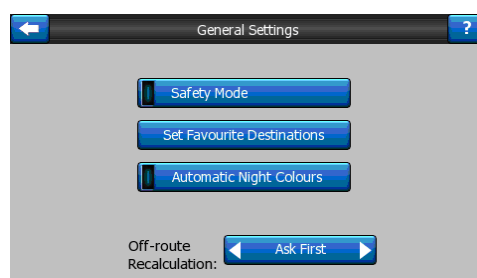 General Settings
?
Safety Mode
Set Favourite Destinations
Automatic Night Colours
Off-route
Recalculation:
Ask First